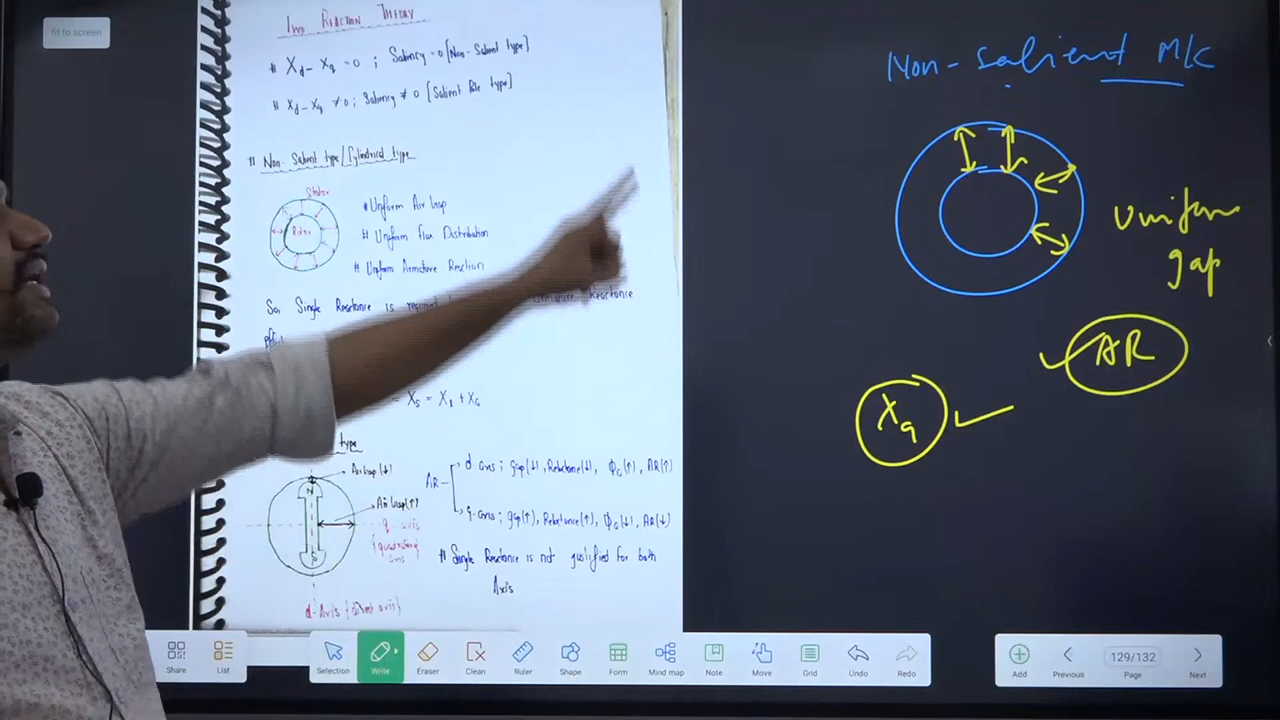 fit to screen
TWO REACTION THEORY
# Xd - Xq = 0 ; Saliency = 0 [Non-Salient type]
# Xd - Xq ≠ 0 ; Saliency ≠ 0 [Salient Pole type]
# Non-Salient type/Cylindrical type
Stator
Rotor
# Uniform Air Gap
# Uniform Flux Distribution
# Uniform Armature Reaction
So, Single Reactance is
Reactance
Xs = Xl + Xa
type
Air Gap (↓)
N
Air Gap (↑)
q-axis
{quadrature
axis
S
d-Axis {direct axis}
AR
d axis ; gap(↓), Reluctance(↓), ΦG(↑), AR(↑)
q-axis ; gap(↑), Reluctance(↑), ΦG(↓), AR(↓)
# Single Reactance is not justified for both
Axis
Non-Salient M/C
Uniform
gap
AR
Xa
Share
List
Selection
Write
Eraser
Clean
Ruler
Shape
Form
Mind map
Note
Move
Grid
Undo
Redo
Add
Previous
129/132
Page
Next